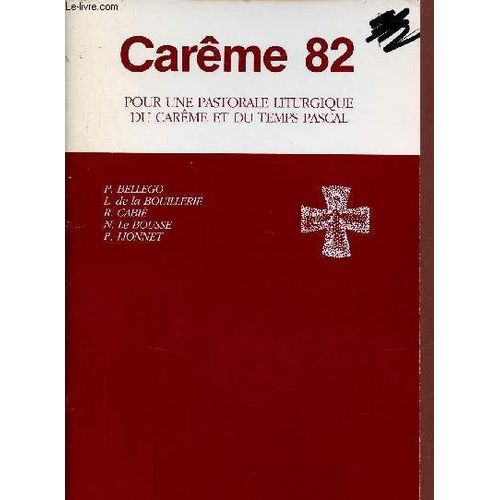 Le-livre.com
Carême 82
POUR UNE PASTORALE LITURGIQUE
DU CARÊME ET DU TEMPS PASCAL
P. BELLEGO
L. de la BOUILLERIE
R. CABIÉ
N. Le BOUSSE
P. LIONNET